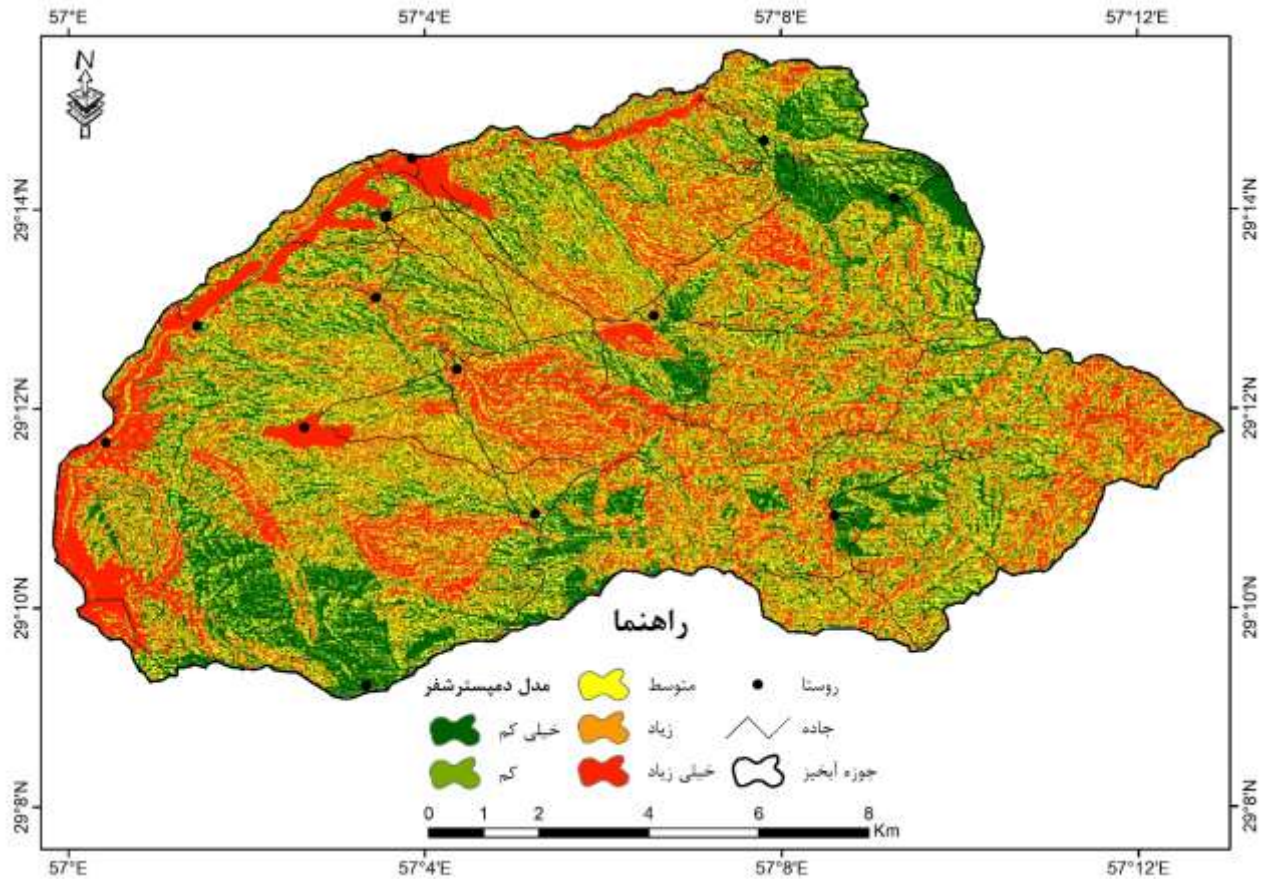 57°E 57°4'E 57°8'E 57°12'E
N
29°14'N 29°14'N
29°12'N 29°12'N
29°10'N 29°10'N
29°8'N 29°8'N
راهنما
روستا
جاده
جوزه آبخیز
متوسط
زیاد
خیلی زیاد
مدل دمپسترشفر
خیلی کم
کم
0 1 2 4 6 8
Km
57°E 57°4'E 57°8'E 57°12'E